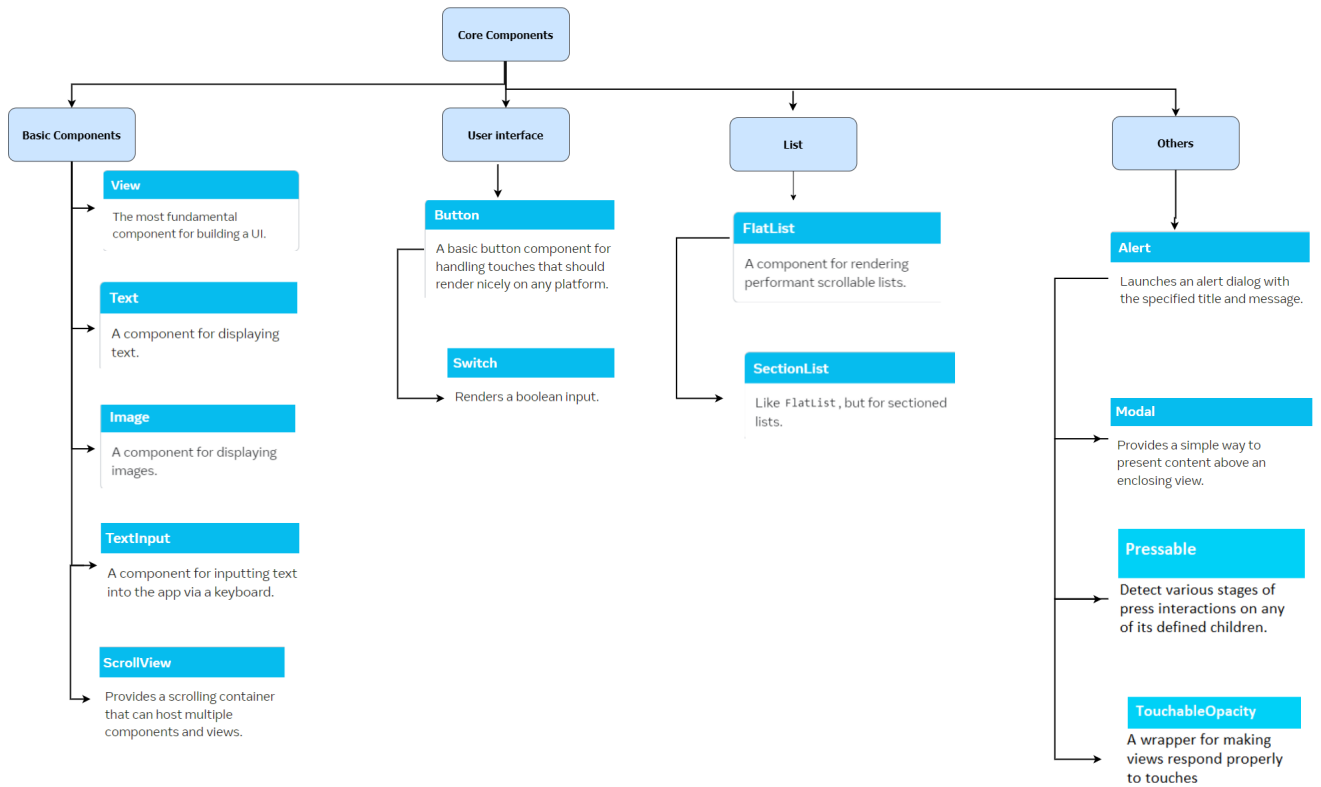 Core Components
Basic Components
View
The most fundamental
component for building a UI.
Text
A component for displaying
text.
Image
A component for displaying
images.
TextInput
A component for inputting text
into the app via a keyboard.
ScrollView
Provides a scrolling container
that can host multiple
components and views.
User interface
Button
A basic button component for
handling touches that should
render nicely on any platform.
Switch
Renders a boolean input.
List
FlatList
A component for rendering
performant scrollable lists.
SectionList
Like FlatList, but for sectioned
lists.
Others
Alert
Launches an alert dialog with
the specified title and message.
Modal
Provides a simple way to
present content above an
enclosing view.
Pressable
Detect various stages of
press interactions on any
of its defined children.
TouchableOpacity
A wrapper for making
views respond properly
to touches